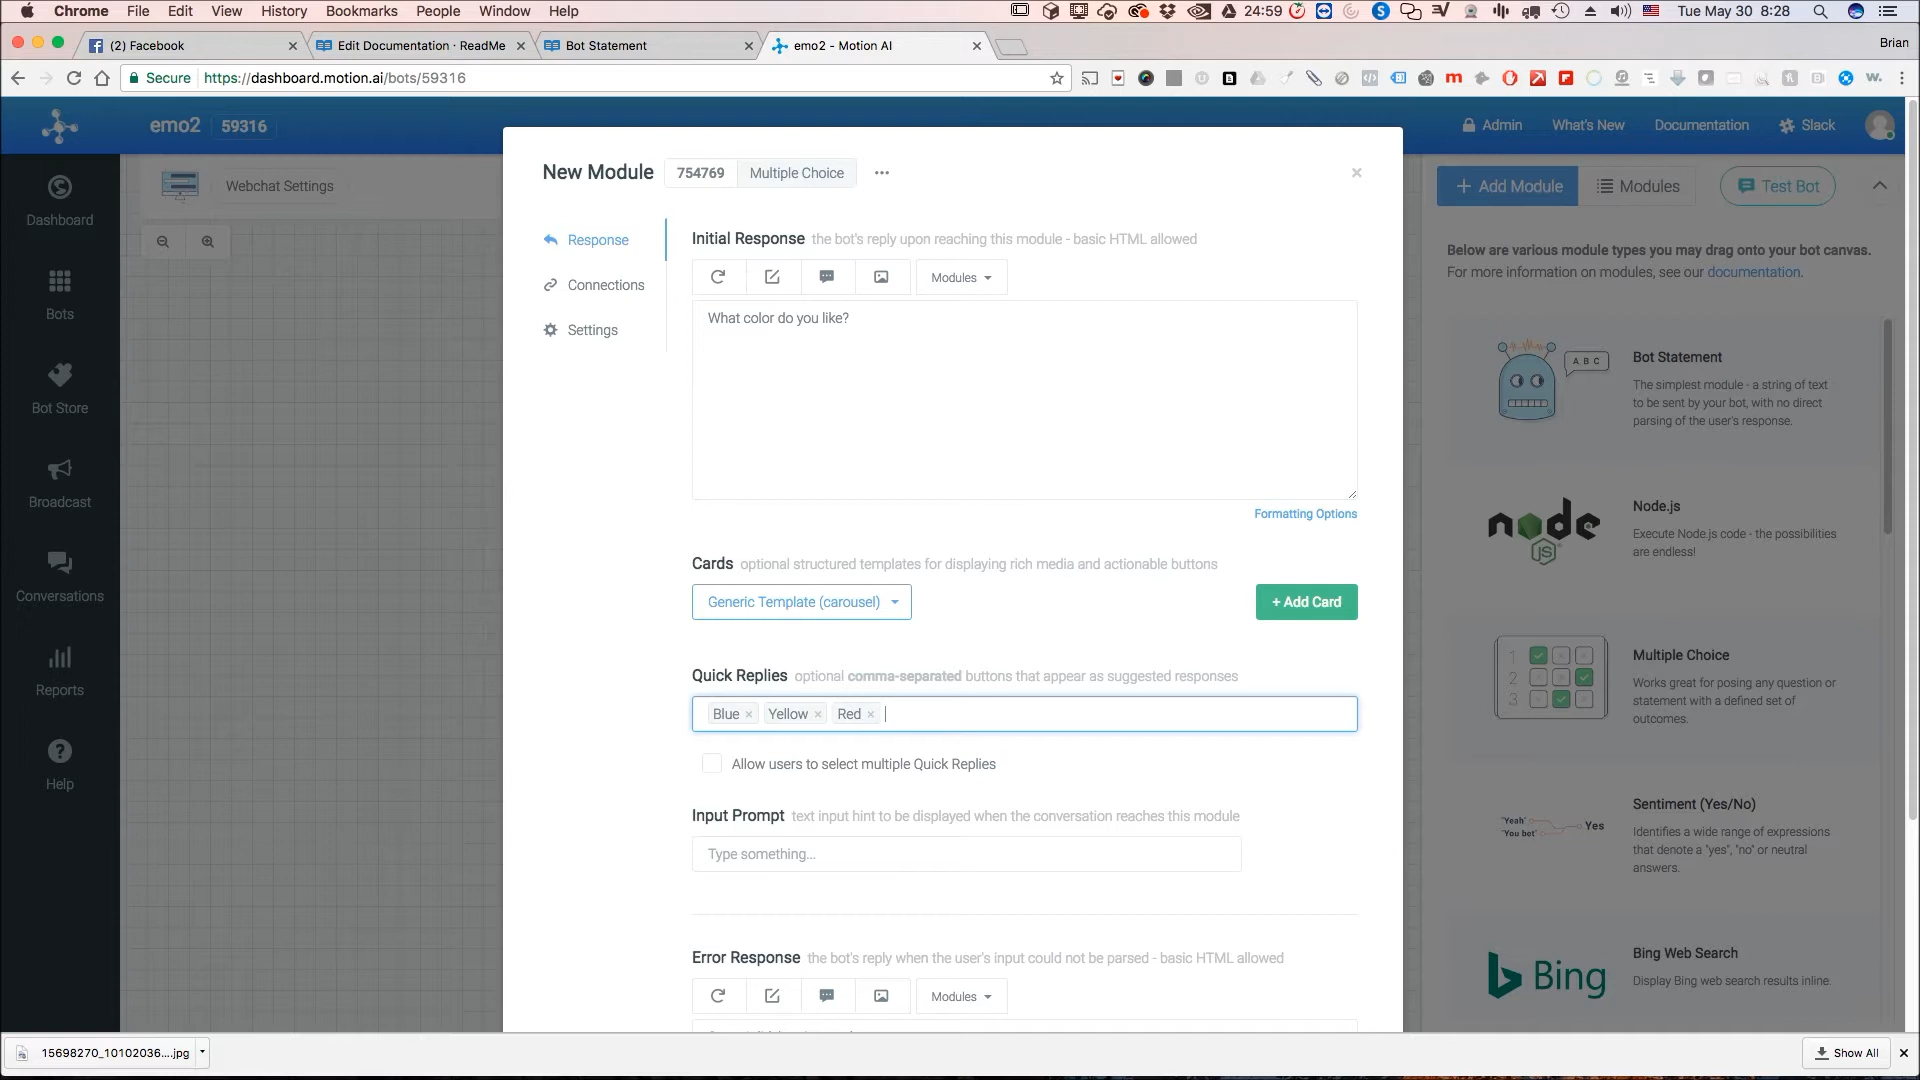 Chrome File Edit View History Bookmarks People Window Help 24:59 Tue May 30 8:28
(2) Facebook Edit Documentation · ReadMe Bot Statement emo2 - Motion AI Brian
Secure https://dashboard.motion.ai/bots/59316
emo2 59316 Admin What's New Documentation Slack
New Module 754769 Multiple Choice
Webchat Settings
+ Add Module Modules Test Bot
Dashboard
Bots
Bot Store
Broadcast
Conversations
Reports
Help
Response
Connections
Settings
Initial Response the bot's reply upon reaching this module - basic HTML allowed
Modules
What color do you like?
Formatting Options
Cards optional structured templates for displaying rich media and actionable buttons
Generic Template (carousel)
+ Add Card
Quick Replies optional comma-separated buttons that appear as suggested responses
Blue × Yellow × Red ×
Allow users to select multiple Quick Replies
Input Prompt text input hint to be displayed when the conversation reaches this module
Type something...
Error Response the bot's reply when the user's input could not be parsed - basic HTML allowed
Modules
Below are various module types you may drag onto your bot canvas.
For more information on modules, see our documentation.
A B C
Bot Statement
The simplest module - a string of text
to be sent by your bot, with no direct
parsing of the user's response.
node
JS
Node.js
Execute Node.js code - the possibilities
are endless!
1
2
3
Multiple Choice
Works great for posing any question or
statement with a defined set of
outcomes.
"Yeah"
"You bet"
Yes
Sentiment (Yes/No)
Identifies a wide range of expressions
that denote a "yes", "no" or neutral
answers.
Bing
Bing Web Search
Display Bing web search results inline.
15698270_10102036....jpg
Show All